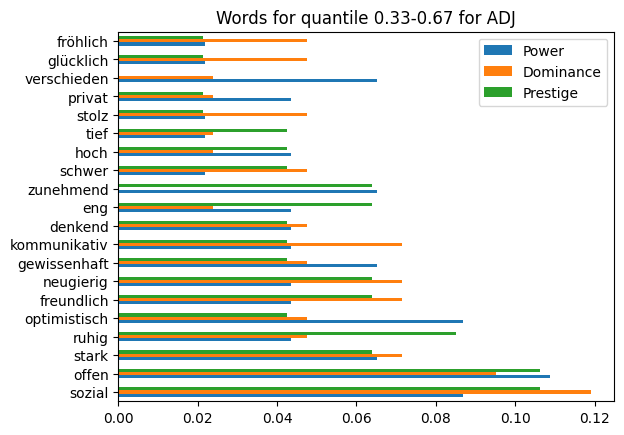 Words for quantile 0.33-0.67 for ADJ
Power
Dominance
Prestige
fröhlich
glücklich
verschieden
privat
stolz
tief
hoch
schwer
zunehmend
eng
denkend
kommunikativ
gewissenhaft
neugierig
freundlich
optimistisch
ruhig
stark
offen
sozial
0.00 0.02 0.04 0.06 0.08 0.10 0.12